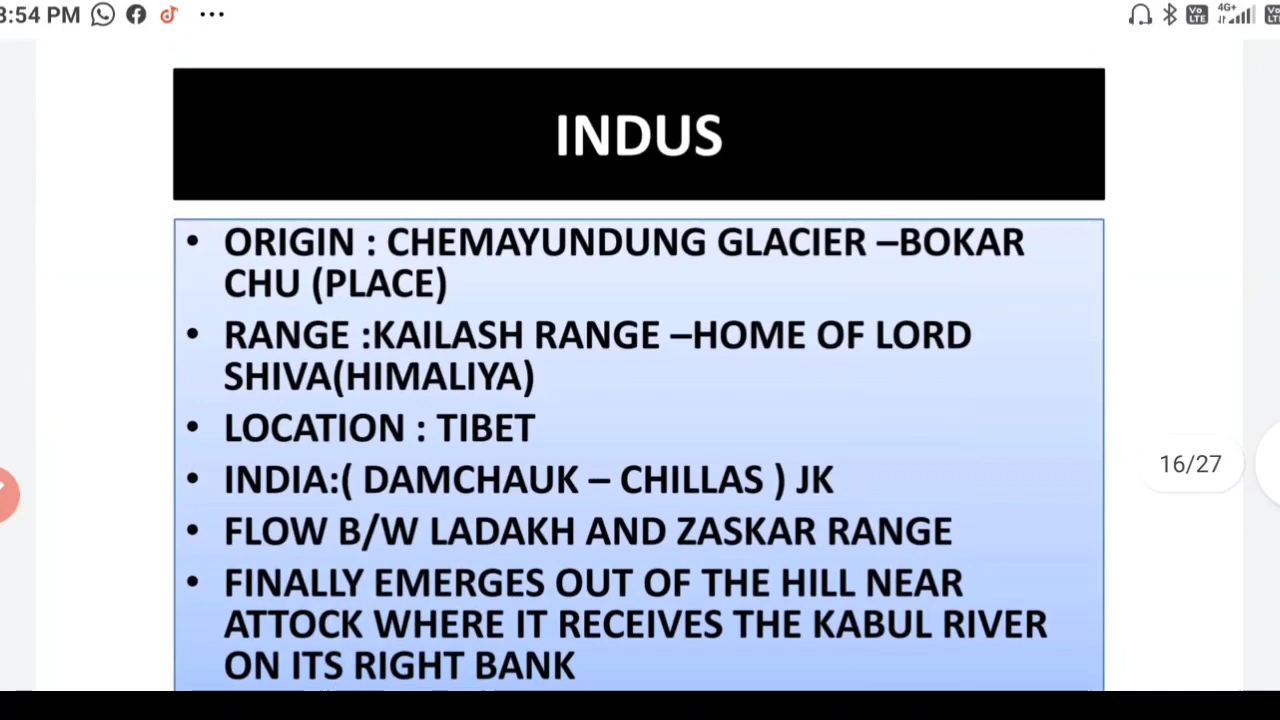 3:54 PM
4G+
INDUS
• ORIGIN : CHEMAYUNDUNG GLACIER –BOKAR
CHU (PLACE)
• RANGE :KAILASH RANGE –HOME OF LORD
SHIVA(HIMALIYA)
• LOCATION : TIBET
• INDIA:( DAMCHAUK – CHILLAS ) JK
• FLOW B/W LADAKH AND ZASKAR RANGE
• FINALLY EMERGES OUT OF THE HILL NEAR
ATTOCK WHERE IT RECEIVES THE KABUL RIVER
ON ITS RIGHT BANK
16/27